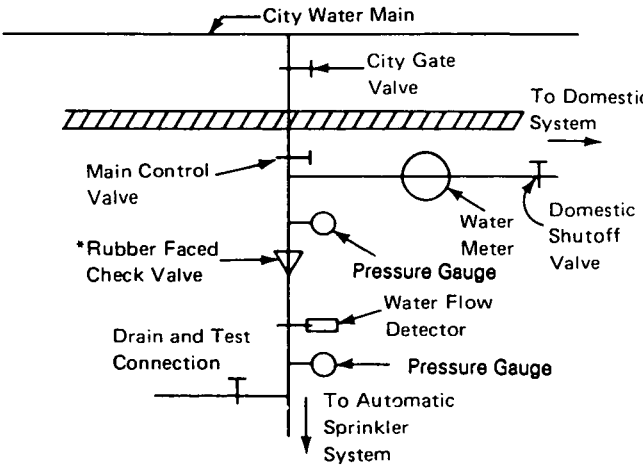 City Water Main
City Gate
Valve
To Domestic
System
Main Control
Valve
Water
Meter
Domestic
Shutoff
Valve
*Rubber Faced
Check Valve
Pressure Gauge
Water Flow
Detector
Drain and Test
Connection
Pressure Gauge
To Automatic
Sprinkler
System